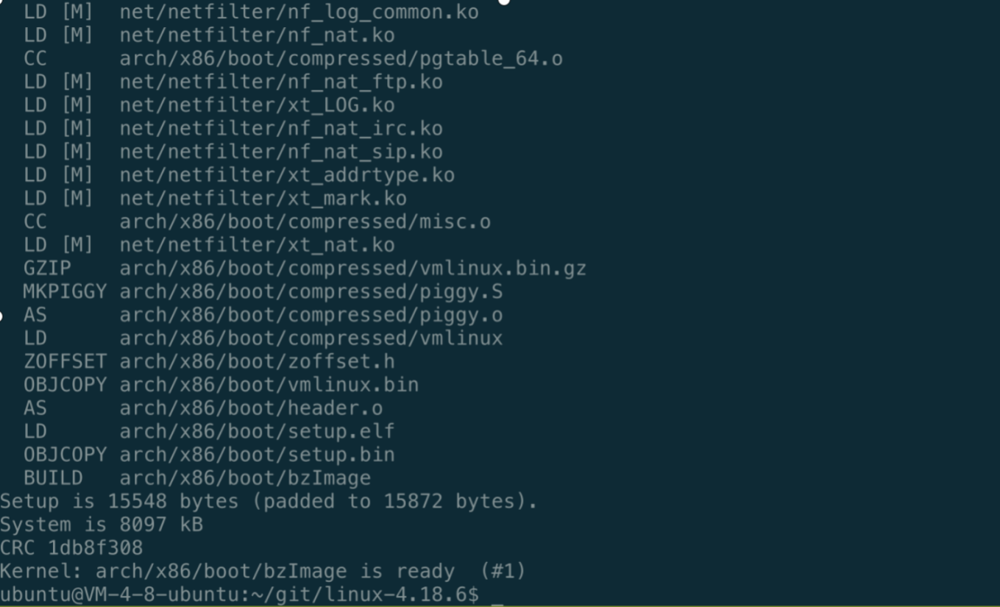 LD [M]  net/netfilter/nf_log_common.ko
LD [M]  net/netfilter/nf_nat.ko
CC      arch/x86/boot/compressed/pgtable_64.o
LD [M]  net/netfilter/nf_nat_ftp.ko
LD [M]  net/netfilter/xt_LOG.ko
LD [M]  net/netfilter/nf_nat_irc.ko
LD [M]  net/netfilter/nf_nat_sip.ko
LD [M]  net/netfilter/xt_addrtype.ko
LD [M]  net/netfilter/xt_mark.ko
CC      arch/x86/boot/compressed/misc.o
LD [M]  net/netfilter/xt_nat.ko
GZIP    arch/x86/boot/compressed/vmlinux.bin.gz
MKPIGGY arch/x86/boot/compressed/piggy.S
AS      arch/x86/boot/compressed/piggy.o
LD      arch/x86/boot/compressed/vmlinux
ZOFFSET arch/x86/boot/zoffset.h
OBJCOPY arch/x86/boot/vmlinux.bin
AS      arch/x86/boot/header.o
LD      arch/x86/boot/setup.elf
OBJCOPY arch/x86/boot/setup.bin
BUILD   arch/x86/boot/bzImage
Setup is 15548 bytes (padded to 15872 bytes).
System is 8097 kB
CRC 1db8f308
Kernel: arch/x86/boot/bzImage is ready  (#1)
ubuntu@VM-4-8-ubuntu:~/git/linux-4.18.6$ _